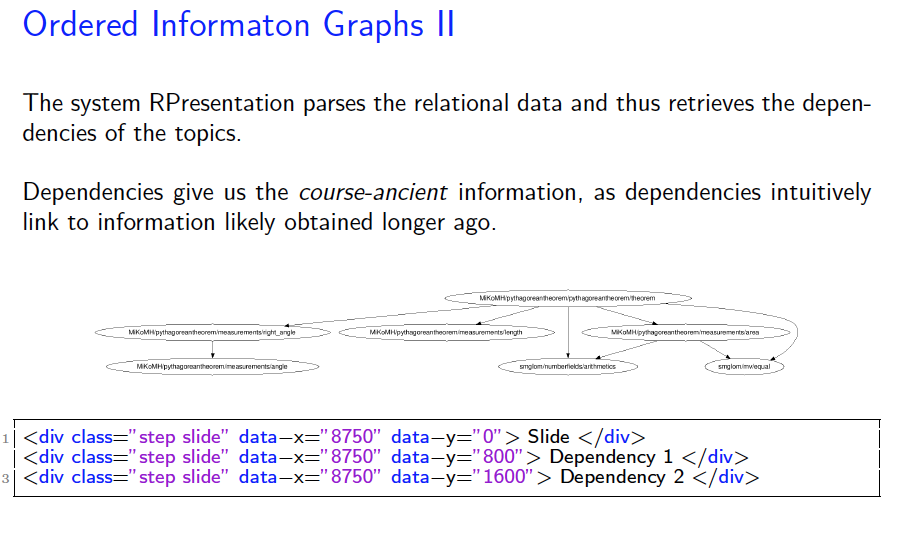 Ordered Informaton Graphs II
The system RPresentation parses the relational data and thus retrieves the depen-
dencies of the topics.
Dependencies give us the course-ancient information, as dependencies intuitively
link to information likely obtained longer ago.
MiKoMH/pythagoreantheorem/pythagoreantheorem/theorem
MiKoMH/pythagoreantheorem/measurements/right_angle
MiKoMH/pythagoreantheorem/measurements/length
MiKoMH/pythagoreantheorem/measurements/area
MiKoMH/pythagoreantheorem/measurements/angle
smglom/numberfields/arithmetics
smglom/mv/equal
1 <div class="step slide" data-x="8750" data-y="0"> Slide </div>
<div class="step slide" data-x="8750" data-y="800"> Dependency 1 </div>
3 <div class="step slide" data-x="8750" data-y="1600"> Dependency 2 </div>